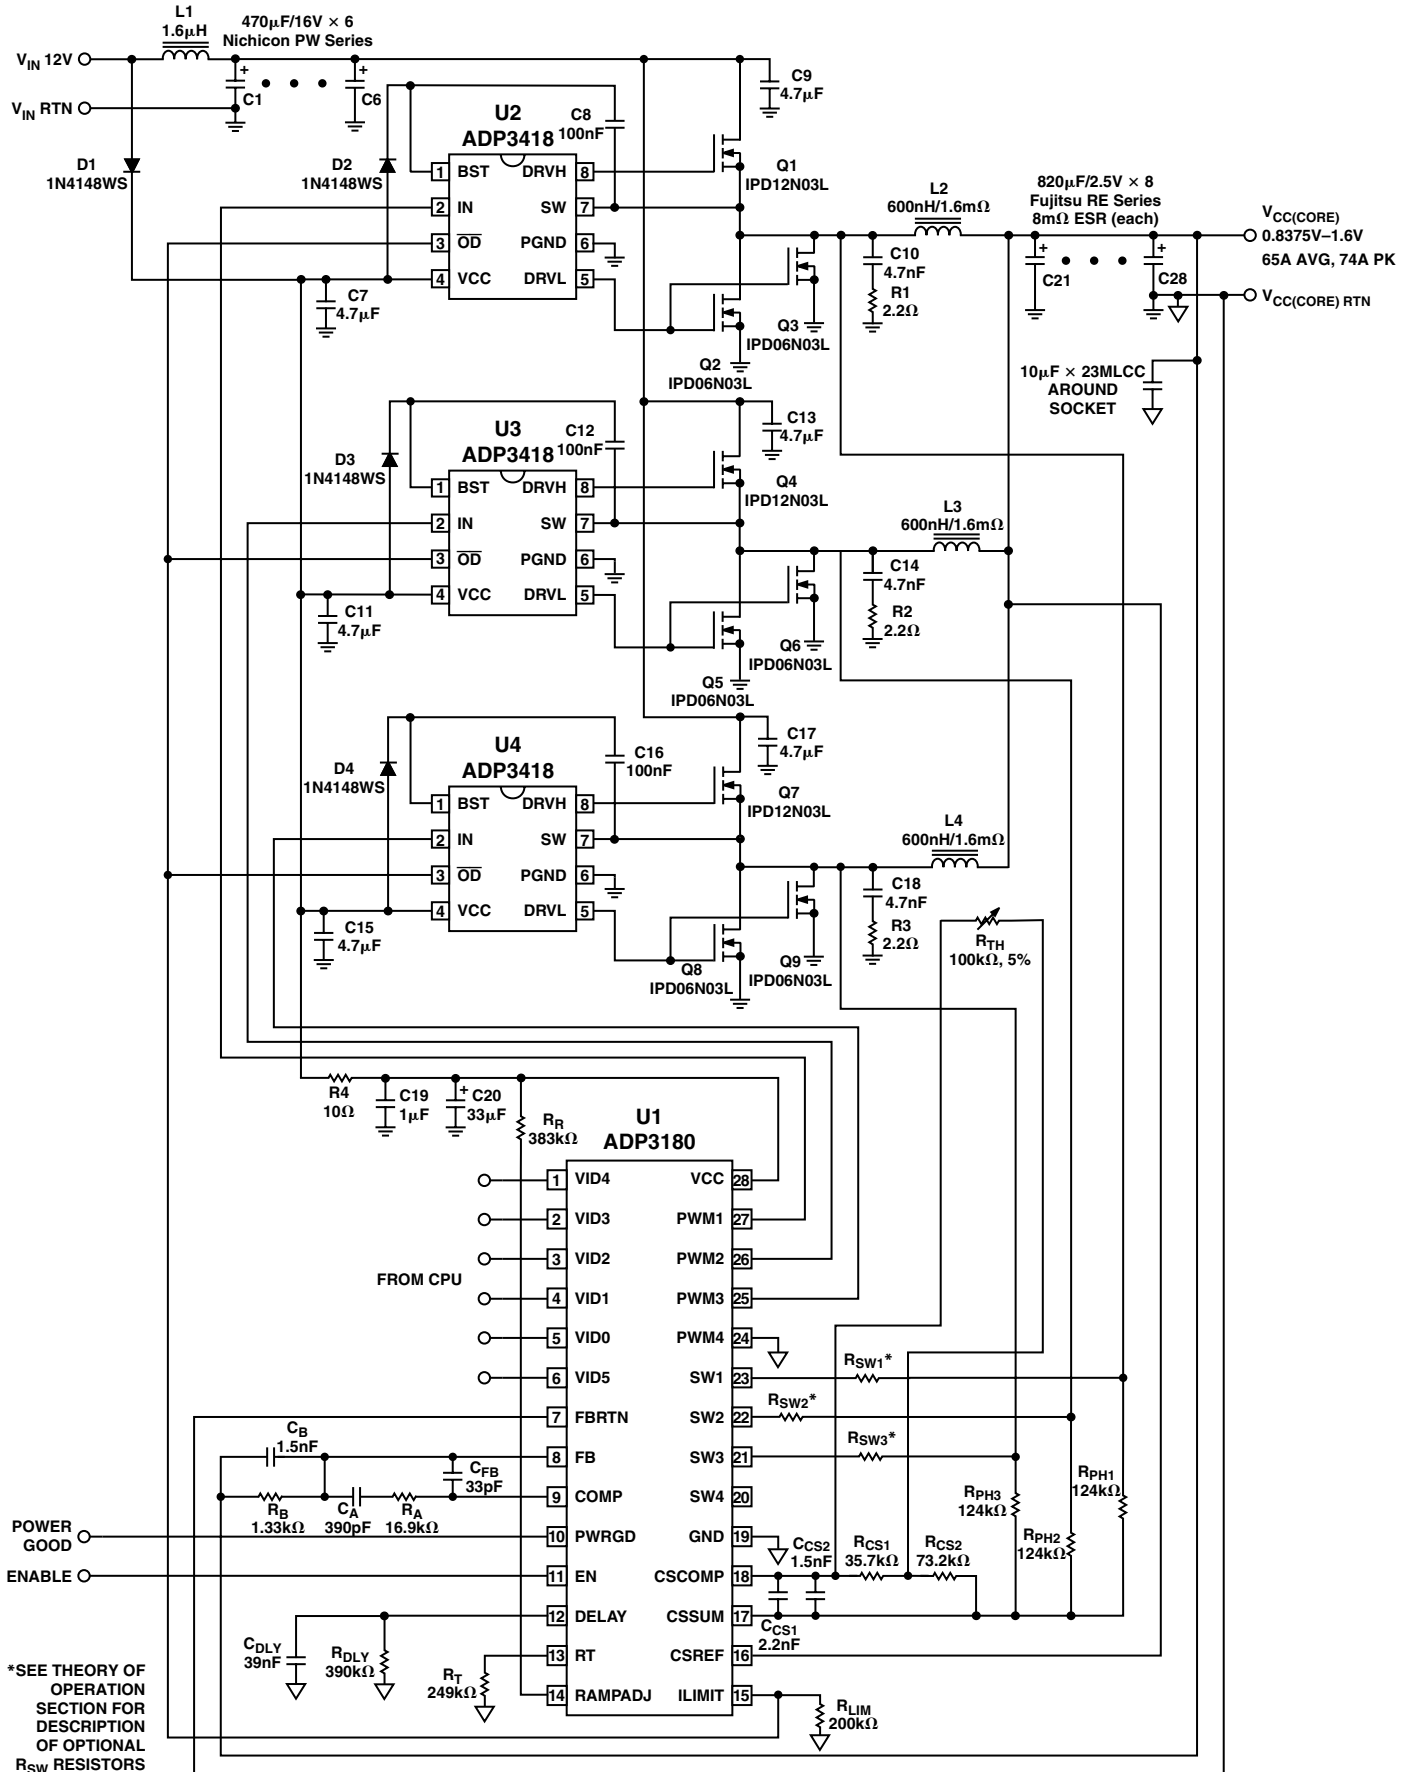 L1
1.6μH
470μF/16V × 6
Nichicon PW Series
VIN 12V
VIN RTN
+
C1
+
C6
C9
4.7μF
U2
ADP3418
C8
100nF
D1
1N4148WS
D2
1N4148WS
1 BST DRVH 8
2 IN SW 7
3 OD PGND 6
4 VCC DRVL 5
Q1
IPD12N03L
L2
600nH/1.6mΩ
820μF/2.5V × 8
Fujitsu RE Series
8mΩ ESR (each)
VCC(CORE)
0.8375V–1.6V
65A AVG, 74A PK
C7
4.7μF
C10
4.7nF
R1
2.2Ω
+
C21
+
C28
VCC(CORE) RTN
Q3
IPD06N03L
Q2
IPD06N03L
10μF × 23MLCC
AROUND
SOCKET
U3
ADP3418
C12
100nF
C13
4.7μF
D3
1N4148WS
1 BST DRVH 8
2 IN SW 7
3 OD PGND 6
4 VCC DRVL 5
Q4
IPD12N03L
L3
600nH/1.6mΩ
C11
4.7μF
C14
4.7nF
R2
2.2Ω
Q6
IPD06N03L
Q5
IPD06N03L
U4
ADP3418
C16
100nF
C17
4.7μF
D4
1N4148WS
1 BST DRVH 8
2 IN SW 7
3 OD PGND 6
4 VCC DRVL 5
Q7
IPD12N03L
L4
600nH/1.6mΩ
C15
4.7μF
C18
4.7nF
R3
2.2Ω
RTH
100kΩ, 5%
Q8
IPD06N03L
Q9
IPD06N03L
R4
10Ω
C19
1μF
+
C20
33μF
RR
383kΩ
U1
ADP3180
1 VID4 VCC 28
2 VID3 PWM1 27
3 VID2 PWM2 26
FROM CPU
4 VID1 PWM3 25
5 VID0 PWM4 24
6 VID5 SW1 23
7 FBRTN SW2 22
8 FB SW3 21
9 COMP SW4 20
10 PWRGD GND 19
11 EN CSCOMP 18
12 DELAY CSSUM 17
13 RT CSREF 16
14 RAMPADJ ILIMIT 15
RSW1*
RSW2*
RSW3*
CB
1.5nF
CFB
33pF
RB
1.33kΩ
CA
390pF
RA
16.9kΩ
POWER
GOOD
ENABLE
RPH1
124kΩ
RPH3
124kΩ
RPH2
124kΩ
CCS2
1.5nF
RCS1
35.7kΩ
RCS2
73.2kΩ
CCS1
2.2nF
CDLY
39nF
RDLY
390kΩ
RT
249kΩ
RLIM
200kΩ
*SEE THEORY OF
OPERATION
SECTION FOR
DESCRIPTION
OF OPTIONAL
RSW RESISTORS